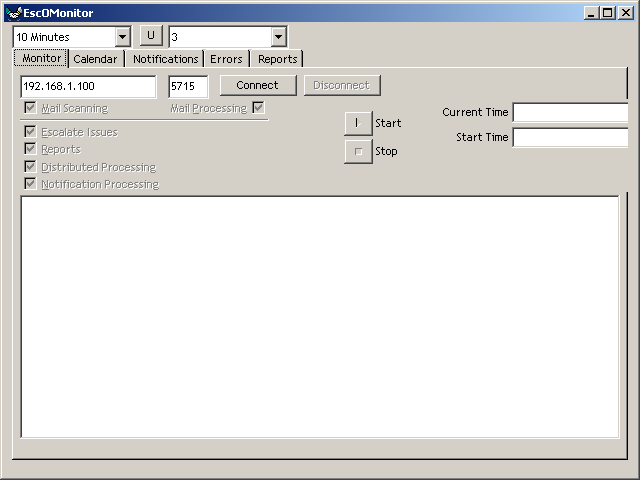 EscOMonitor
10 Minutes U 3
Monitor Calendar Notifications Errors Reports
192.168.1.100 5715 Connect Disconnect
Mail Scanning Mail Processing
Current Time
Start
Escalate Issues
Start Time
Reports
Stop
Distributed Processing
Notification Processing